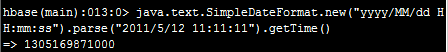 hbase(main):013:0> java.text.SimpleDateFormat.new("yyyy/MM/dd H
H:mm:ss").parse("2011/5/12 11:11:11").getTime()
=> 1305169871000